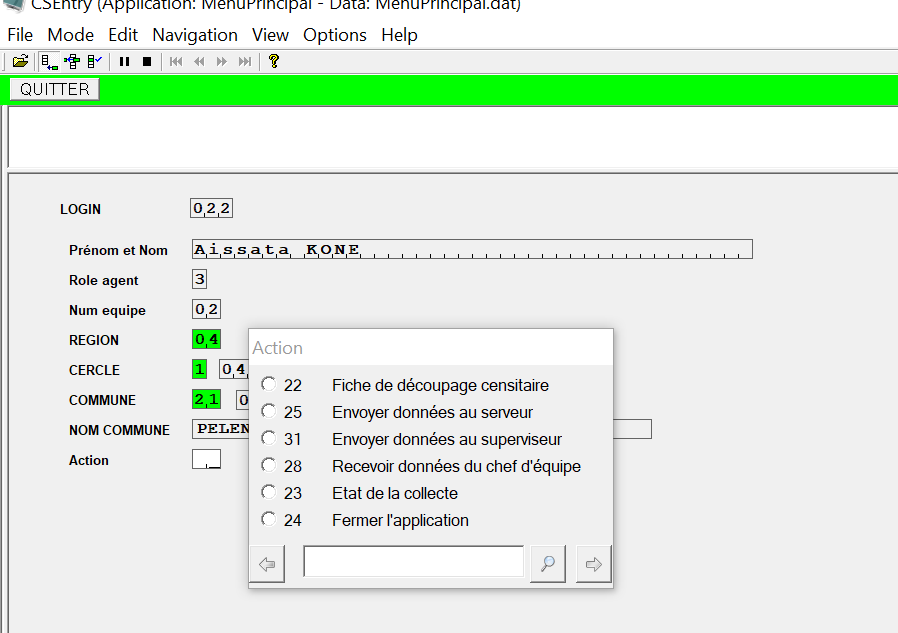 CSEntry (Application: MenuPrincipal - Data: MenuPrincipal.dat)
File Mode Edit Navigation View Options Help
QUITTER
LOGIN 022
Prénom et Nom Aissata KONE
Role agent 3
Num equipe 02
REGION 04
CERCLE 1 04
COMMUNE 21 0
NOM COMMUNE PELEN
Action
Action
22 Fiche de découpage censitaire
25 Envoyer données au serveur
31 Envoyer données au superviseur
28 Recevoir données du chef d'équipe
23 Etat de la collecte
24 Fermer l'application